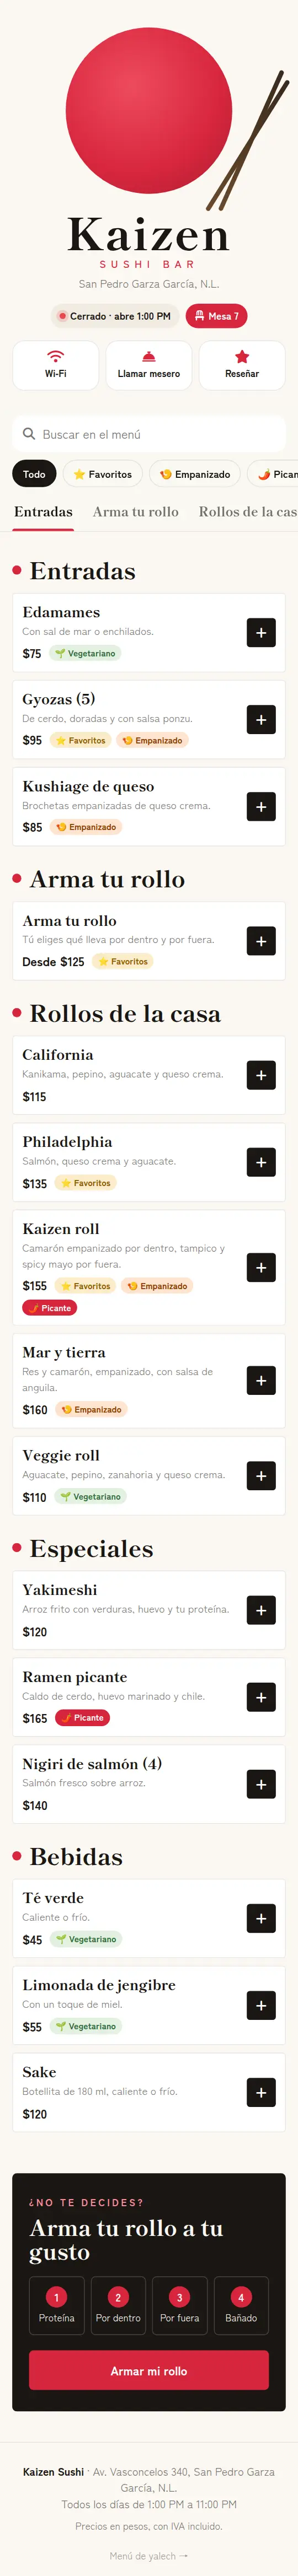 Kaizen
SUSHI BAR
San Pedro Garza García, N.L.
Cerrado · abre 1:00 PM
Mesa 7
Wi-Fi
Llamar mesero
Reseñar
Buscar en el menú
Todo
⭐ Favoritos
🍤 Empanizado
🌶️ Pican
Entradas
Arma tu rollo
Rollos de la cas
Entradas
Edamames
Con sal de mar o enchilados.
$75 🌱 Vegetariano
+
Gyozas (5)
De cerdo, doradas y con salsa ponzu.
$95 ⭐ Favoritos 🍤 Empanizado
+
Kushiage de queso
Brochetas empanizadas de queso crema.
$85 🍤 Empanizado
+
Arma tu rollo
Arma tu rollo
Tú eliges qué lleva por dentro y por fuera.
Desde $125 ⭐ Favoritos
+
Rollos de la casa
California
Kanikama, pepino, aguacate y queso crema.
$115
+
Philadelphia
Salmón, queso crema y aguacate.
$135 ⭐ Favoritos
+
Kaizen roll
Camarón empanizado por dentro, tampico y
spicy mayo por fuera.
$155 ⭐ Favoritos 🍤 Empanizado
🌶️ Picante
+
Mar y tierra
Res y camarón, empanizado, con salsa de
anguila.
$160 🍤 Empanizado
+
Veggie roll
Aguacate, pepino, zanahoria y queso crema.
$110 🌱 Vegetariano
+
Especiales
Yakimeshi
Arroz frito con verduras, huevo y tu proteína.
$120
+
Ramen picante
Caldo de cerdo, huevo marinado y chile.
$165 🌶️ Picante
+
Nigiri de salmón (4)
Salmón fresco sobre arroz.
$140
+
Bebidas
Té verde
Caliente o frío.
$45 🌱 Vegetariano
+
Limonada de jengibre
Con un toque de miel.
$55 🌱 Vegetariano
+
Sake
Botellita de 180 ml, caliente o frío.
$120
+
¿NO TE DECIDES?
Arma tu rollo a tu
gusto
1 2 3 4
Proteína Por dentro Por fuera Bañado
Armar mi rollo
Kaizen Sushi · Av. Vasconcelos 340, San Pedro Garza
García, N.L.
Todos los días de 1:00 PM a 11:00 PM
Precios en pesos, con IVA incluido.
Menú de yalech →